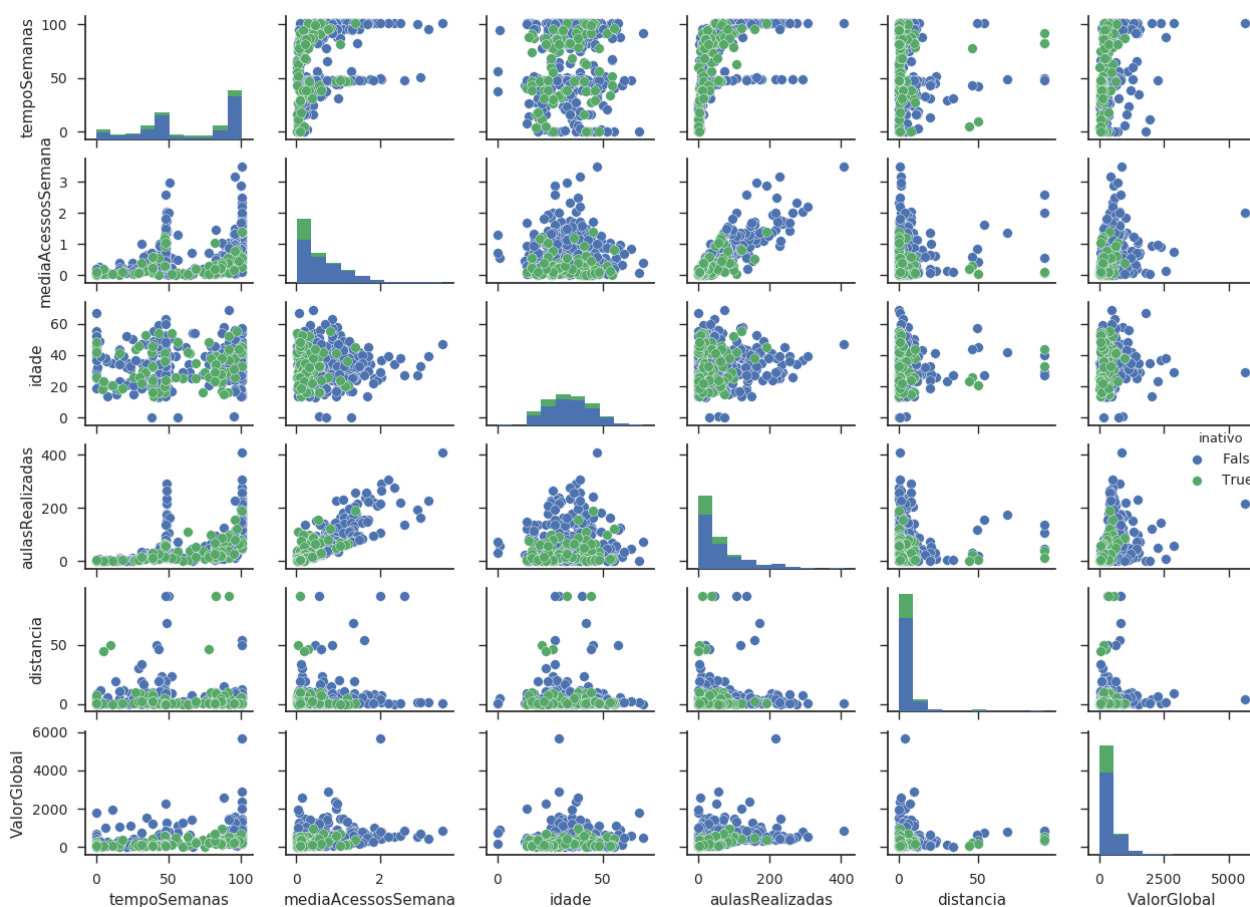 tempoSemanas
100
50
0
mediaAcessosSemana
3
2
1
0
idade
60
40
20
0
aulasRealizadas
400
200
0
inativo
Fals
True
distancia
50
0
ValorGlobal
6000
4000
2000
0
0 50 100 0 2 0 50 0 200 400 0 50 0 2500 5000
tempoSemanas mediaAcessosSemana idade aulasRealizadas distancia ValorGlobal